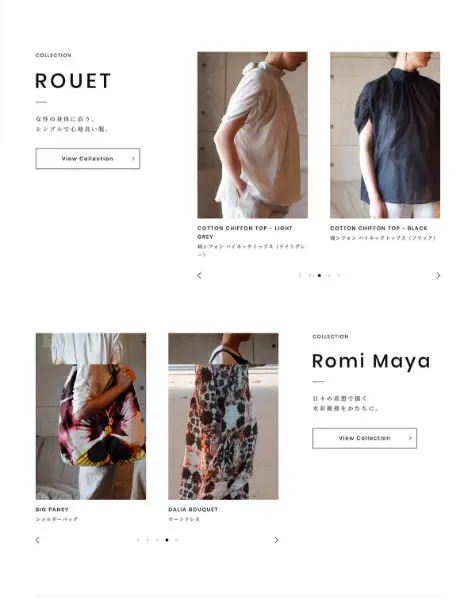 COLLECTION
ROUET
女性の身体に沿う、
シンプルで心地良い服。
View Collection
COTTON CHIFFON TOP - LIGHT
GREY
綿シフォン ハイネックトップス（ライトグレ
ー）
COTTON CHIFFON TOP - BLACK
綿シフォン ハイネックトップス（ブラック）
COLLECTION
Romi Maya
日々の着想で描く
水彩模様をかたちに。
View Collection
BIG PANSY
ショルダーバッグ
DALIA BOUQUET
ローンドレス